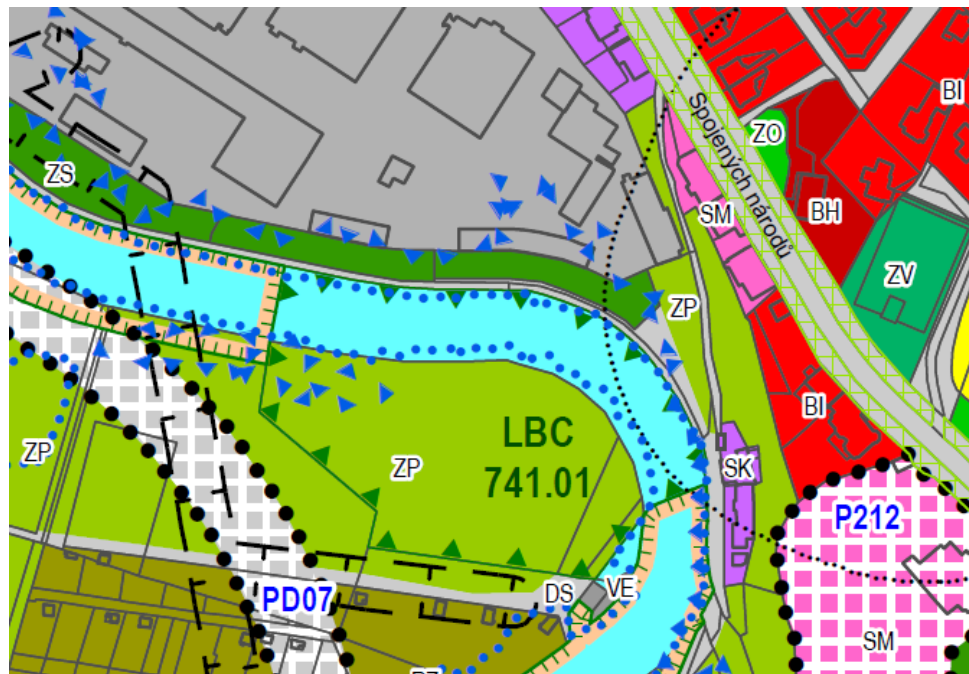 BI
Spojených národů
ZO
ZS
SM
BH
ZV
ZP
BI
LBC
741.01
ZP
ZP
SK
P212
PD07
DS
VE
SM